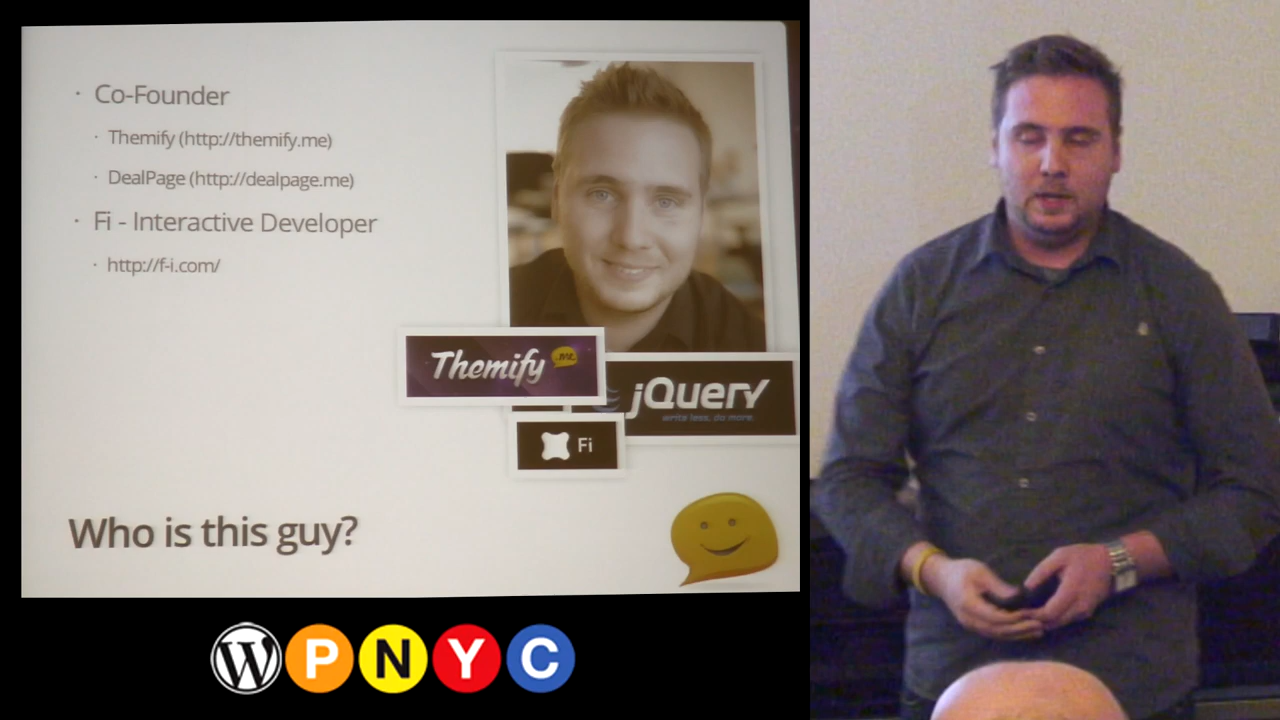 · Co-Founder
· Themify (http://themify.me)
· DealPage (http://dealpage.me)
· Fi - Interactive Developer
· http://f-i.com/
Themify .me
jQuery
write less, do more.
Fi
Who is this guy?
W P N Y C